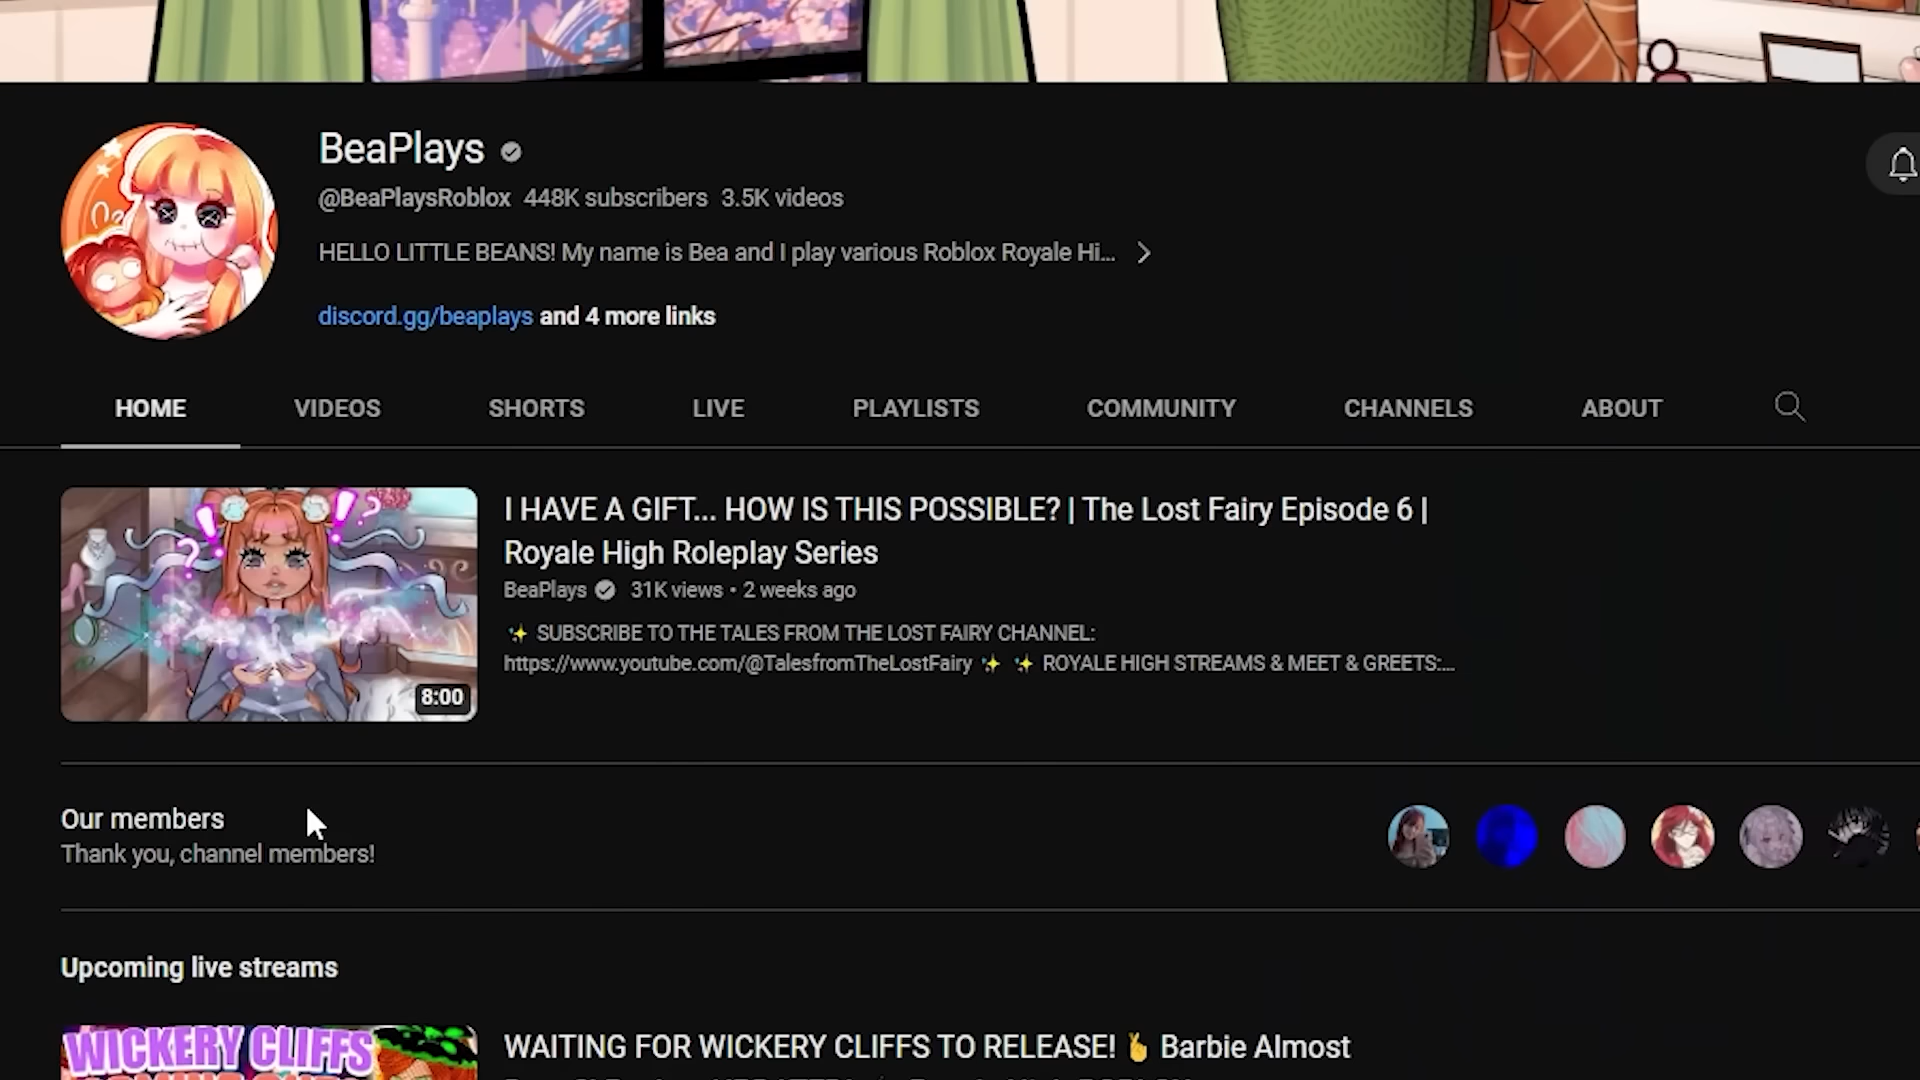 BeaPlays
@BeaPlaysRoblox 448K subscribers 3.5K videos
HELLO LITTLE BEANS! My name is Bea and I play various Roblox Royale Hi...
discord.gg/beaplays and 4 more links
HOME VIDEOS SHORTS LIVE PLAYLISTS COMMUNITY CHANNELS ABOUT
I HAVE A GIFT... HOW IS THIS POSSIBLE? | The Lost Fairy Episode 6 |
Royale High Roleplay Series
BeaPlays 31K views • 2 weeks ago
✨ SUBSCRIBE TO THE TALES FROM THE LOST FAIRY CHANNEL:
https://www.youtube.com/@TalesfromTheLostFairy ✨ ✨ ROYALE HIGH STREAMS & MEET & GREETS:...
8:00
Our members
Thank you, channel members!
Upcoming live streams
WICKERY CLIFFS
WAITING FOR WICKERY CLIFFS TO RELEASE! 🤞 Barbie Almost